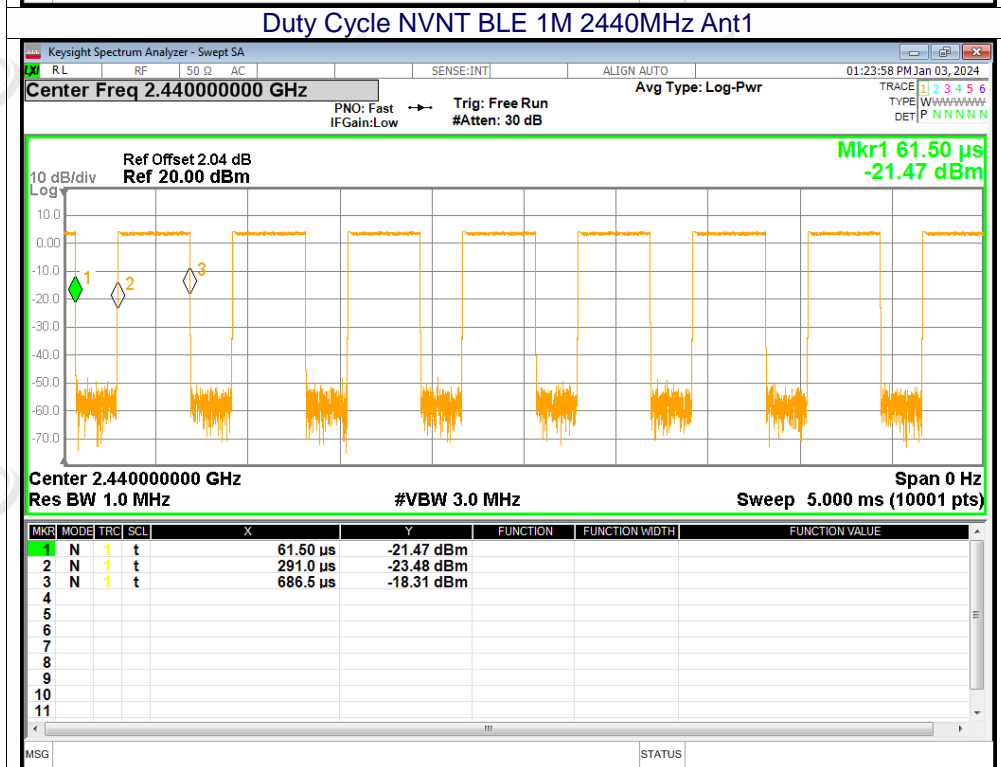 Duty Cycle NVNT BLE 1M 2440MHz Ant1
Keysight Spectrum Analyzer - Swept SA
LXI RL RF 50 Ω AC SENSE:INT ALIGN AUTO 01:23:58 PM Jan 03, 2024
Center Freq 2.440000000 GHz Avg Type: Log-Pwr TRACE 1 2 3 4 5 6
PNO: Fast Trig: Free Run TYPE WWWWWW
IFGain:Low #Atten: 30 dB DET P N N N N N
Mkr1 61.50 µs
Ref Offset 2.04 dB
10 dB/div Ref 20.00 dBm -21.47 dBm
Log
10.0
0.00
-10.0
1 2 3
-20.0
-30.0
-40.0
-50.0
-60.0
-70.0
Center 2.440000000 GHz Span 0 Hz
Res BW 1.0 MHz #VBW 3.0 MHz Sweep 5.000 ms (10001 pts)
MKR MODE TRC SCL X Y FUNCTION FUNCTION WIDTH FUNCTION VALUE
1 N 1 t 61.50 µs -21.47 dBm
2 N 1 t 291.0 µs -23.48 dBm
3 N 1 t 686.5 µs -18.31 dBm
4
5
6
7
8
9
10
11
MSG STATUS